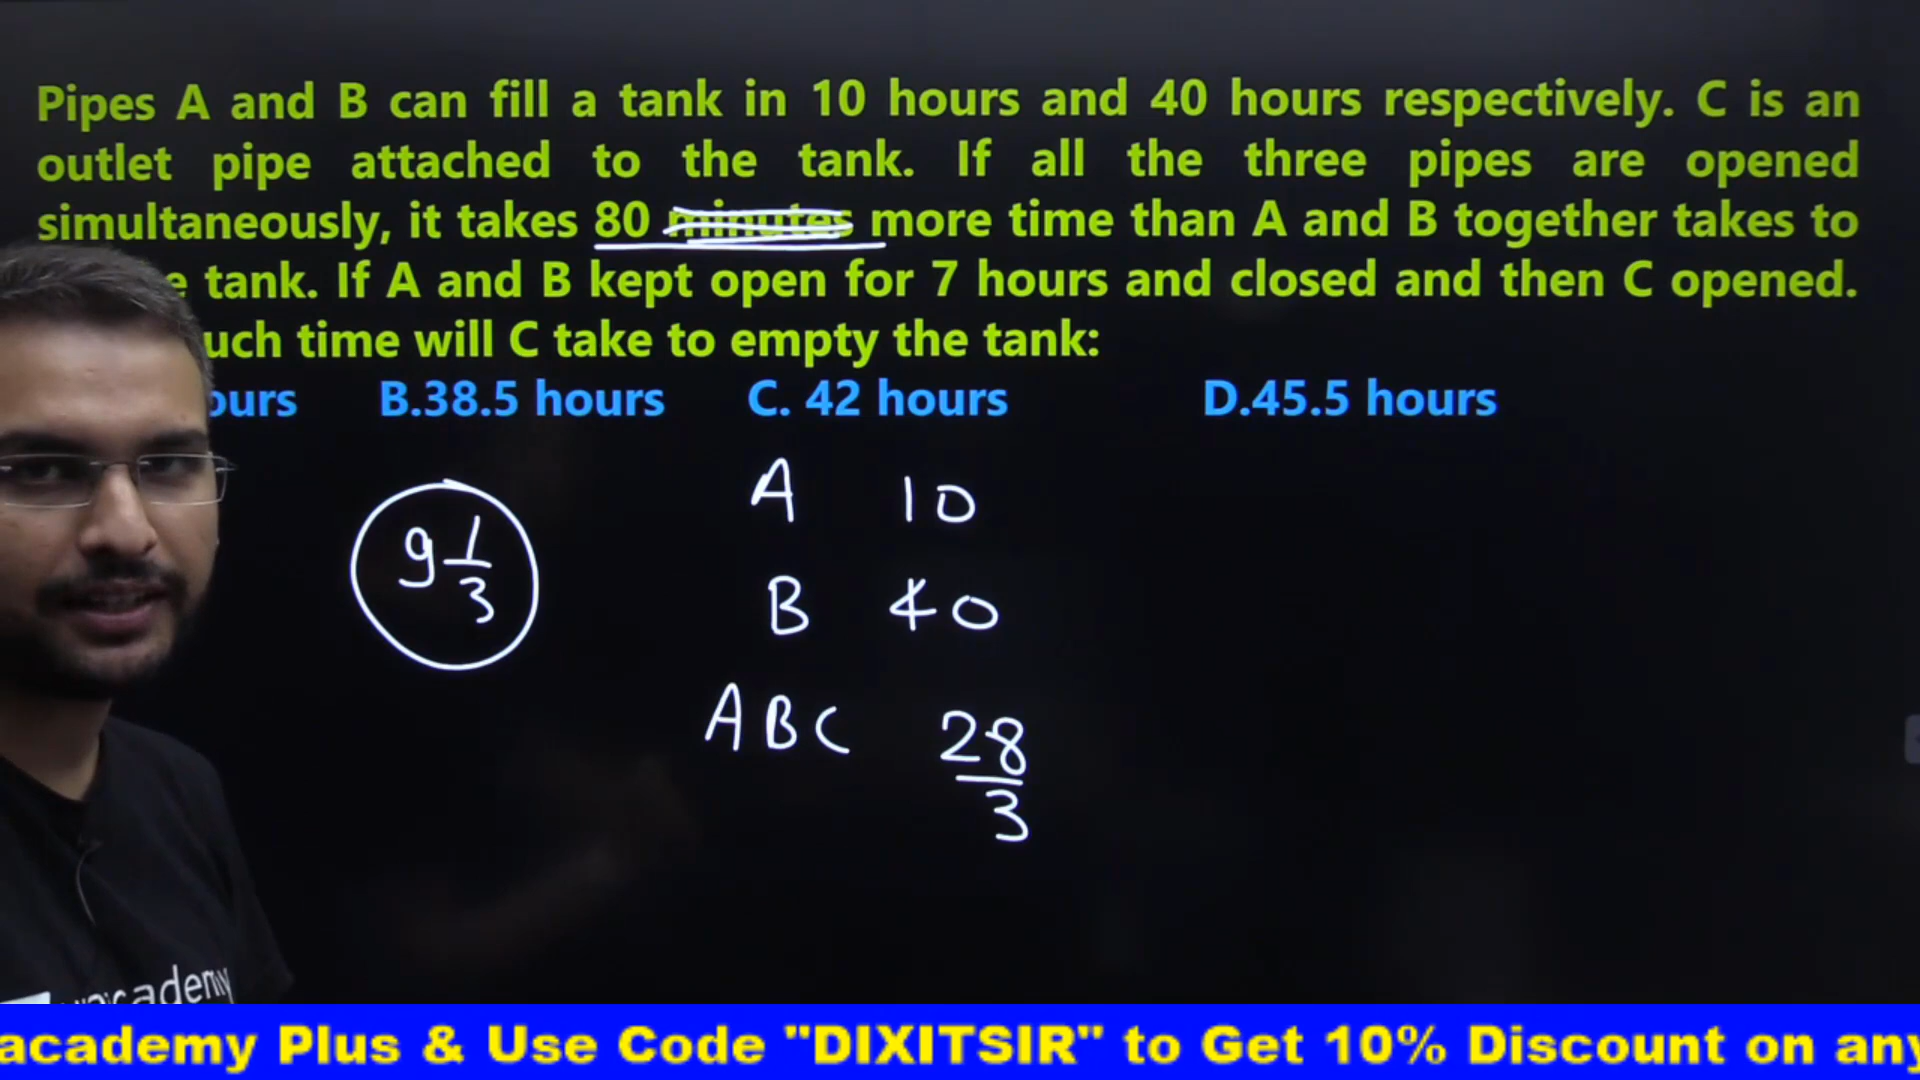 Pipes A and B can fill a tank in 10 hours and 40 hours respectively. C is an
outlet pipe attached to the tank. If all the three pipes are opened
simultaneously, it takes 80 minutes more time than A and B together takes to
e tank. If A and B kept open for 7 hours and closed and then C opened.
uch time will C take to empty the tank:
ours B.38.5 hours C. 42 hours D.45.5 hours
9 1/3
A 10
B 40
ABC 28/3
academy
academy Plus & Use Code "DIXITSIR" to Get 10% Discount on any